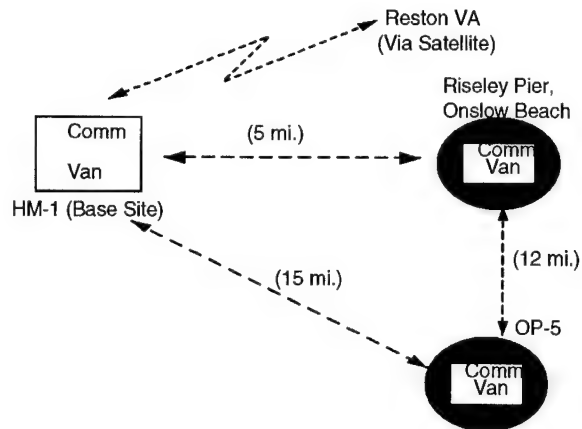 Reston VA
(Via Satellite)
Riseley Pier,
Onslow Beach
Comm
Van
(5 mi.)
Comm
Van
HM-1 (Base Site)
(15 mi.)
(12 mi.)
OP-5
Comm
Van